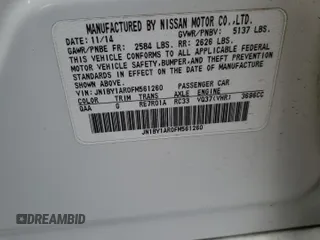 MANUFACTURED BY NISSAN MOTOR CO.,LTD.
DATE: 11/14 GVWR/PNBV: 5137 LBS.
GAWR/PNBE FR: 2584 LBS. RR: 2626 LBS.
THIS VEHICLE CONFORMS TO ALL APPLICABLE FEDERAL
MOTOR VEHICLE SAFETY,BUMPER,AND THEFT PREVENTION
STANDARDS IN EFFECT ON THE DATE OF MANUFACTURE
SHOWN ABOVE.
VIN: JN1BY1AR0FM561260 PASSENGER CAR
COLOR TRIM TRANS AXLE ENGINE
QAA G RE7R01A RC33 VQ37(VHR) 3696CC
JN1BY1AR0FM561260
DREAMBID